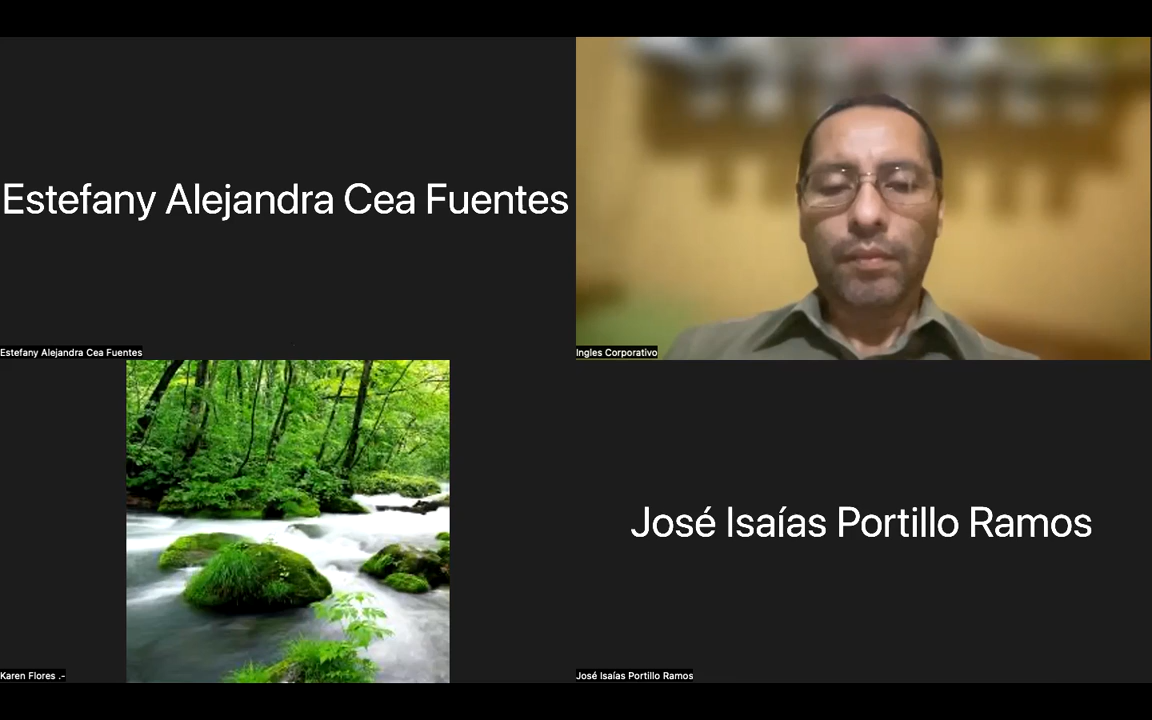 Estefany Alejandra Cea Fuentes
Estefany Alejandra Cea Fuentes
Ingles Corporativo
José Isaías Portillo Ramos
Karen Flores .-
José Isaías Portillo Ramos